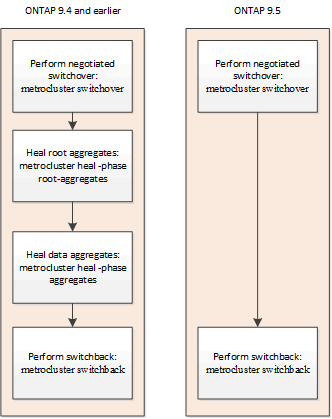 ONTAP 9.4 and earlier
Perform negotiated
switchover:
metrocluster switchover
Heal root aggregates:
metrocluster heal -phase
root-aggregates
Heal data aggregates:
metrocluster heal -phase
aggregates
Perform switchback:
metrocluster switchback
ONTAP 9.5
Perform negotiated
switchover:
metrocluster switchover
Perform switchback:
metrocluster switchback